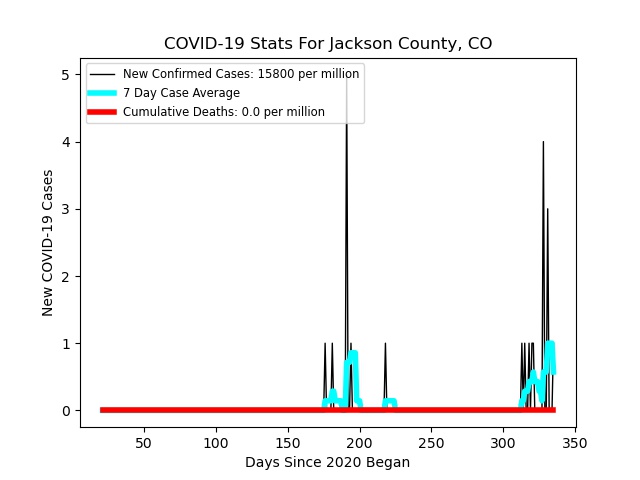 COVID-19 Stats For Jackson County, CO
New Confirmed Cases: 15800 per million
7 Day Case Average
Cumulative Deaths: 0.0 per million
New COVID-19 Cases
5
4
3
2
1
0
50 100 150 200 250 300 350
Days Since 2020 Began